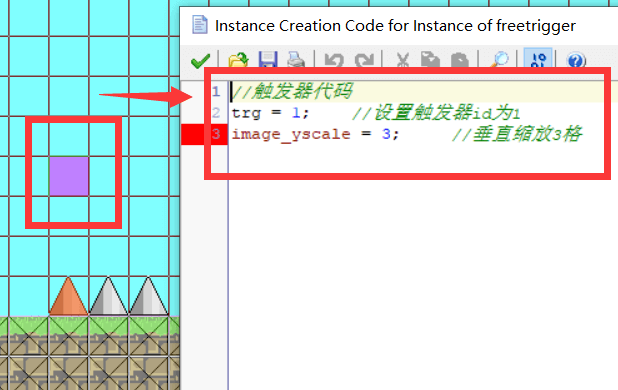 Instance Creation Code for Instance of freetrigger
1 //触发器代码
2 trg = 1; //设置触发器id为1
3 image_yscale = 3; //垂直缩放3格